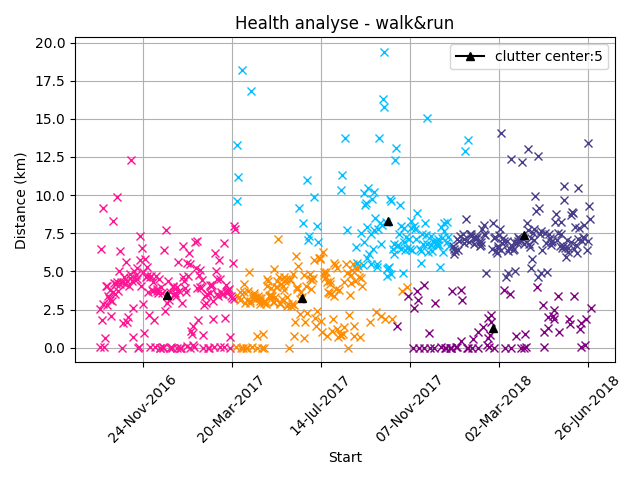 Health analyse - walk&run
clutter center:5
20.0
17.5
15.0
12.5
10.0
7.5
5.0
2.5
0.0
Distance (km)
24-Nov-2016
20-Mar-2017
14-Jul-2017
07-Nov-2017
02-Mar-2018
26-Jun-2018
Start